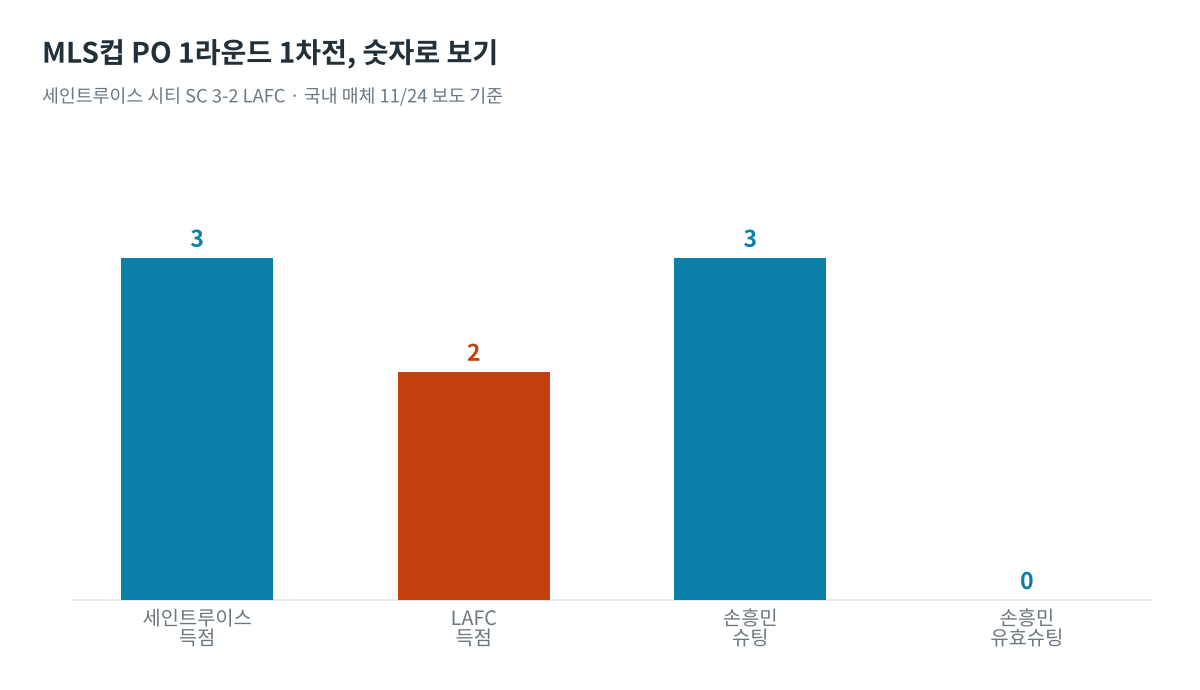 MLS컵 PO 1라운드 1차전, 숫자로 보기
세인트루이스 시티 SC 3-2 LAFC · 국내 매체 11/24 보도 기준
3
2
3
0
세인트루이스
득점
LAFC
득점
손흥민
슈팅
손흥민
유효슈팅